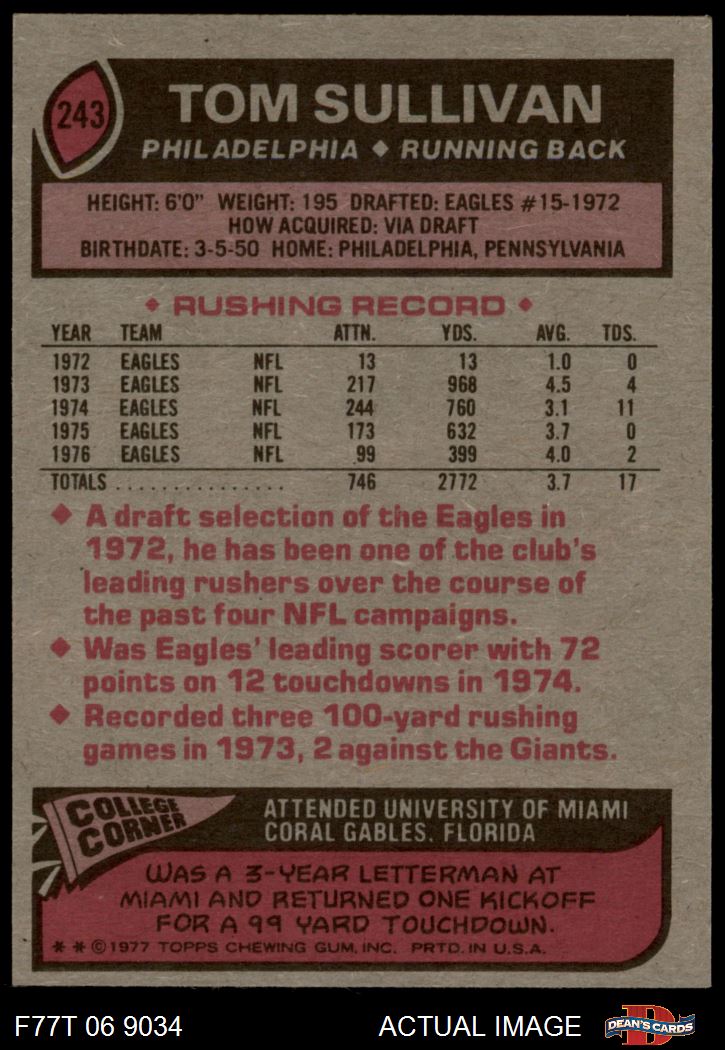 243
TOM SULLIVAN
PHILADELPHIA ◆ RUNNING BACK
HEIGHT: 6'0" WEIGHT: 195 DRAFTED: EAGLES #15-1972
HOW ACQUIRED: VIA DRAFT
BIRTHDATE: 3-5-50 HOME: PHILADELPHIA, PENNSYLVANIA
◆ RUSHING RECORD ◆
YEAR TEAM ATTN. YDS. AVG. TDS.
1972 EAGLES NFL 13 13 1.0 0
1973 EAGLES NFL 217 968 4.5 4
1974 EAGLES NFL 244 760 3.1 11
1975 EAGLES NFL 173 632 3.7 0
1976 EAGLES NFL 99 399 4.0 2
TOTALS ................ 746 2772 3.7 17
◆ A draft selection of the Eagles in
1972, he has been one of the club's
leading rushers over the course of
the past four NFL campaigns.
◆ Was Eagles' leading scorer with 72
points on 12 touchdowns in 1974.
◆ Recorded three 100-yard rushing
games in 1973, 2 against the Giants.
COLLEGE
CORNER
ATTENDED UNIVERSITY OF MIAMI
CORAL GABLES, FLORIDA
WAS A 3-YEAR LETTERMAN AT
MIAMI AND RETURNED ONE KICKOFF
FOR A 99 YARD TOUCHDOWN.
* * © 1977 TOPPS CHEWING GUM, INC. PRTD. IN U.S.A.
F77T 06 9034 ACTUAL IMAGE
D
DEAN'S CARDS